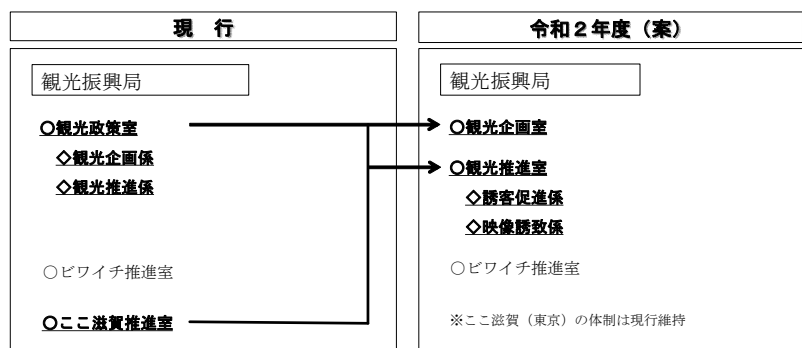 現 行
観光振興局
○観光政策室
◇観光企画係
◇観光推進係
○ビワイチ推進室
○ここ滋賀推進室
令和2年度（案）
観光振興局
○観光企画室
○観光推進室
◇誘客促進係
◇映像誘致係
○ビワイチ推進室
※ここ滋賀（東京）の体制は現行維持